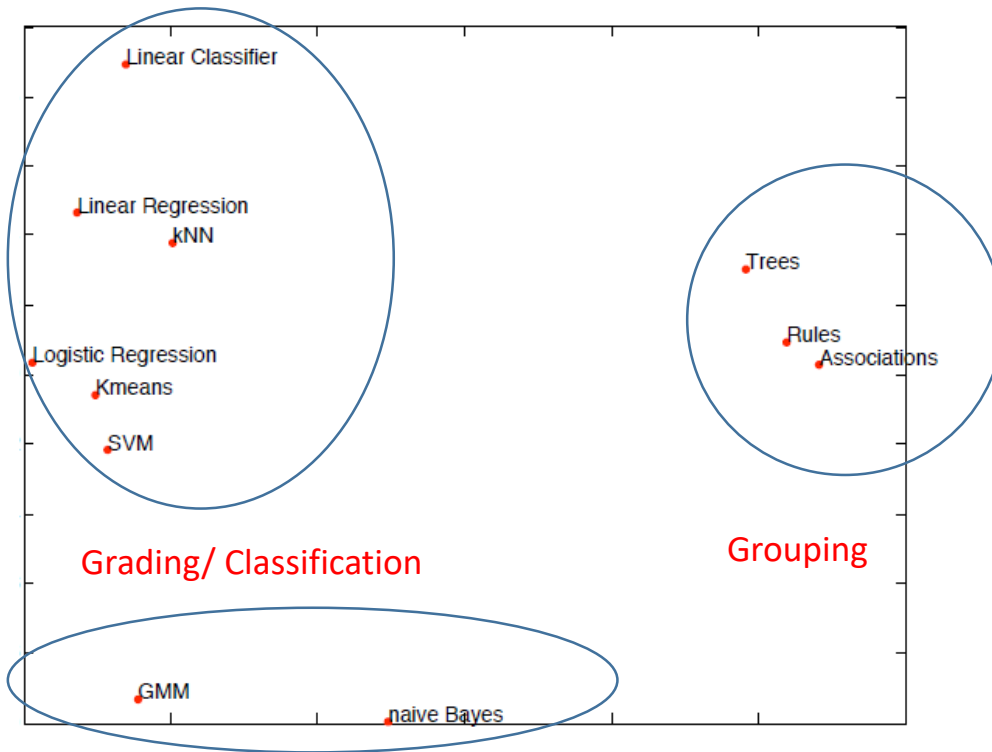 Linear Classifier
Linear Regression
kNN
Trees
Rules
Logistic Regression
Associations
Kmeans
SVM
Grading/ Classification
Grouping
GMM
naive Bayes